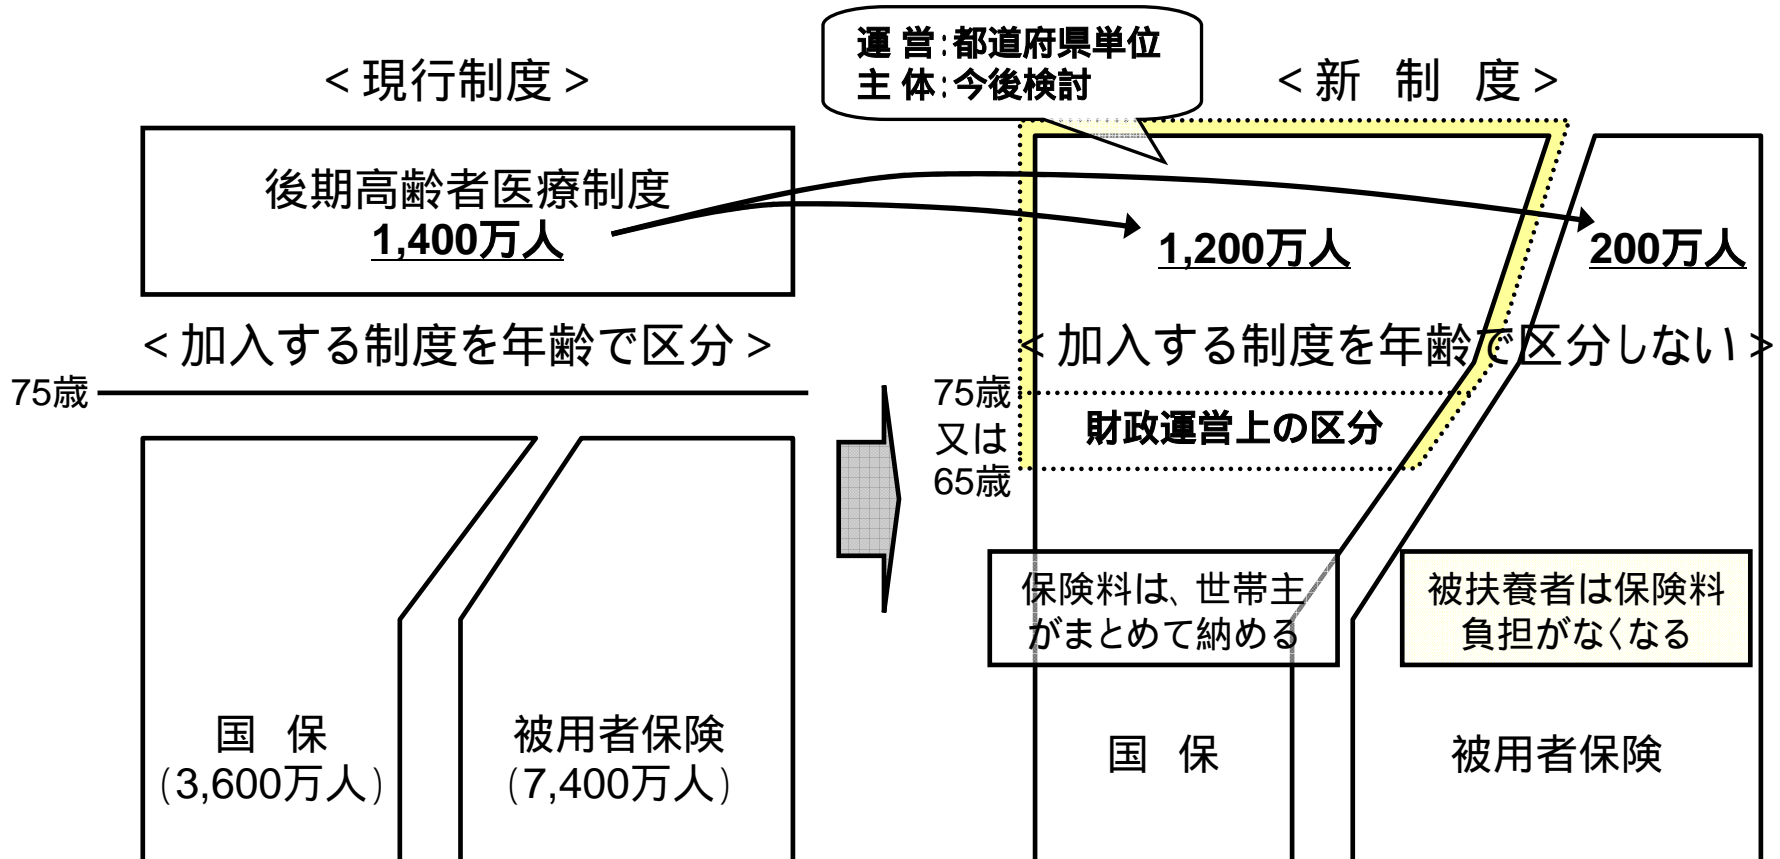 <現行制度>
後期高齢者医療制度
1,400万人
<加入する制度を年齢で区分>
75歳
国 保
(3,600万人)
被用者保険
(7,400万人)
運 営:都道府県単位
主 体:今後検討
<新 制 度>
1,200万人
200万人
<加入する制度を年齢で区分しない>
75歳
又は
65歳
財政運営上の区分
保険料は、世帯主
がまとめて納める
被扶養者は保険料
負担がなくなる
国 保
被用者保険